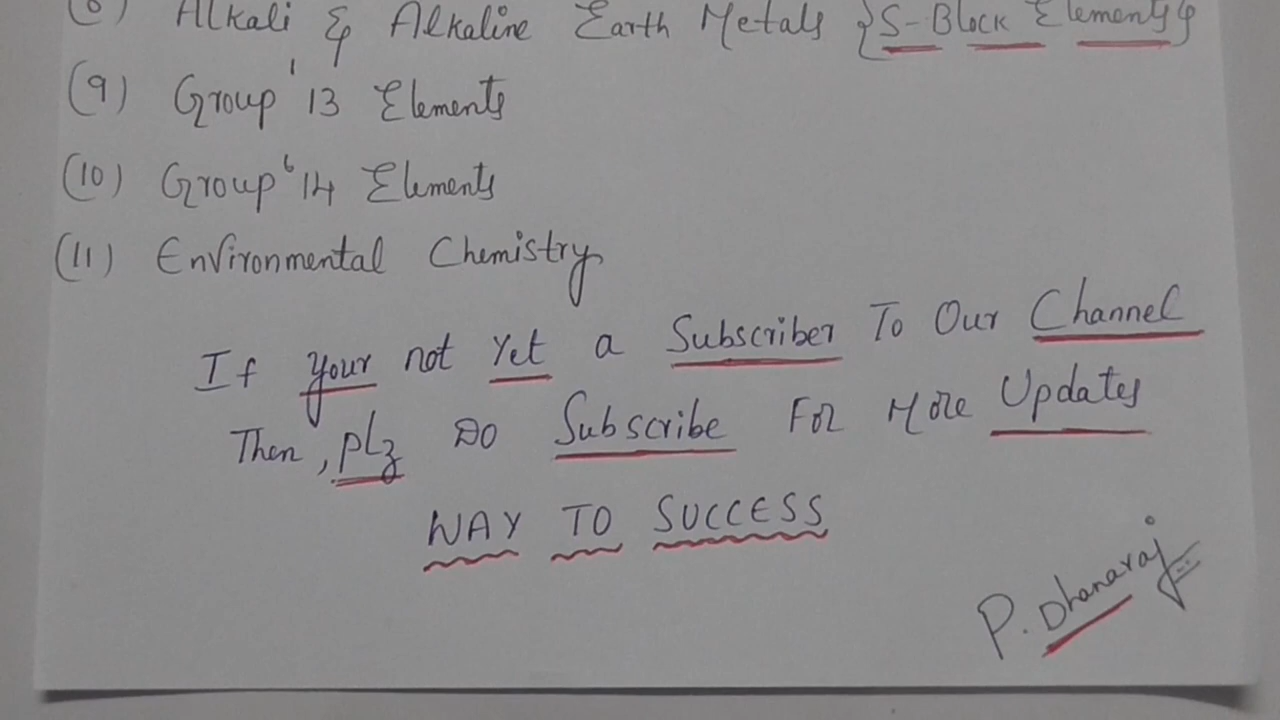 (8) Alkali & Alkaline Earth Metals {S-Block Elements}
(9) Group '13 Elements
(10) Group '14 Elements
(11) Environmental Chemistry
If your not yet a Subscriber To Our Channel
Then, plz Do Subscribe For More Updates
WAY TO SUCCESS
P. Dhanaraj